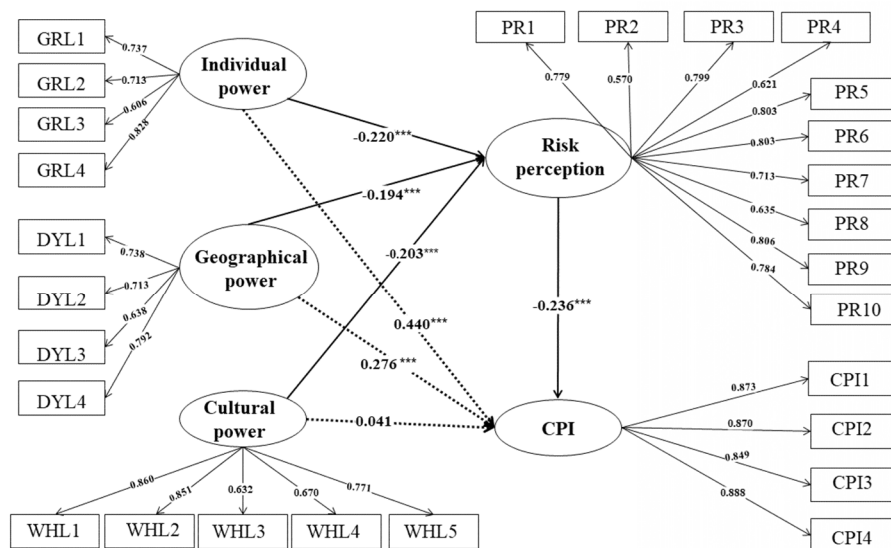 GRL1
GRL2
GRL3
GRL4
0.737
0.713
0.606
0.828
Individual
power
DYL1
DYL2
DYL3
DYL4
0.738
0.713
0.638
0.792
Geographical
power
Cultural
power
0.860
0.851
0.632
0.670
0.771
WHL1
WHL2
WHL3
WHL4
WHL5
-0.220***
-0.194***
-0.203***
0.440***
0.276***
0.041
-0.236***
PR1
PR2
PR3
PR4
0.779
0.570
0.799
0.621
Risk
perception
0.803
0.803
0.713
0.635
0.806
0.784
PR5
PR6
PR7
PR8
PR9
PR10
CPI
0.873
0.870
0.849
0.888
CPI1
CPI2
CPI3
CPI4